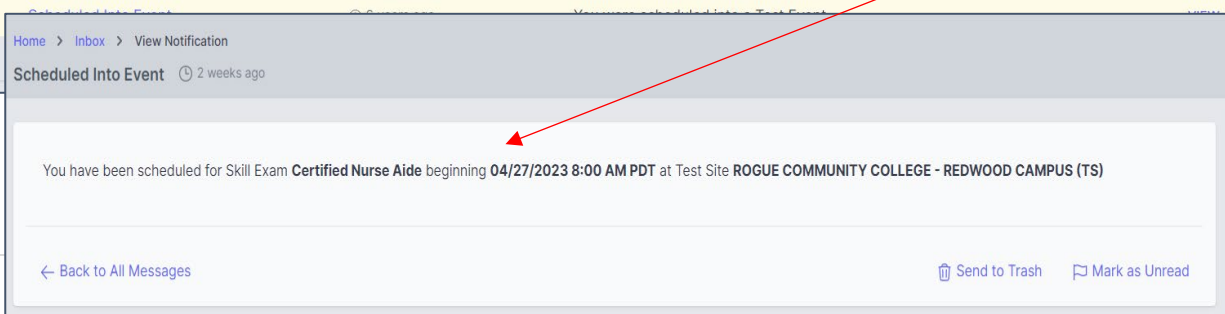 Home > Inbox > View Notification
Scheduled Into Event 2 weeks ago
You have been scheduled for Skill Exam Certified Nurse Aide beginning 04/27/2023 8:00 AM PDT at Test Site ROGUE COMMUNITY COLLEGE - REDWOOD CAMPUS (TS)
← Back to All Messages Send to Trash Mark as Unread